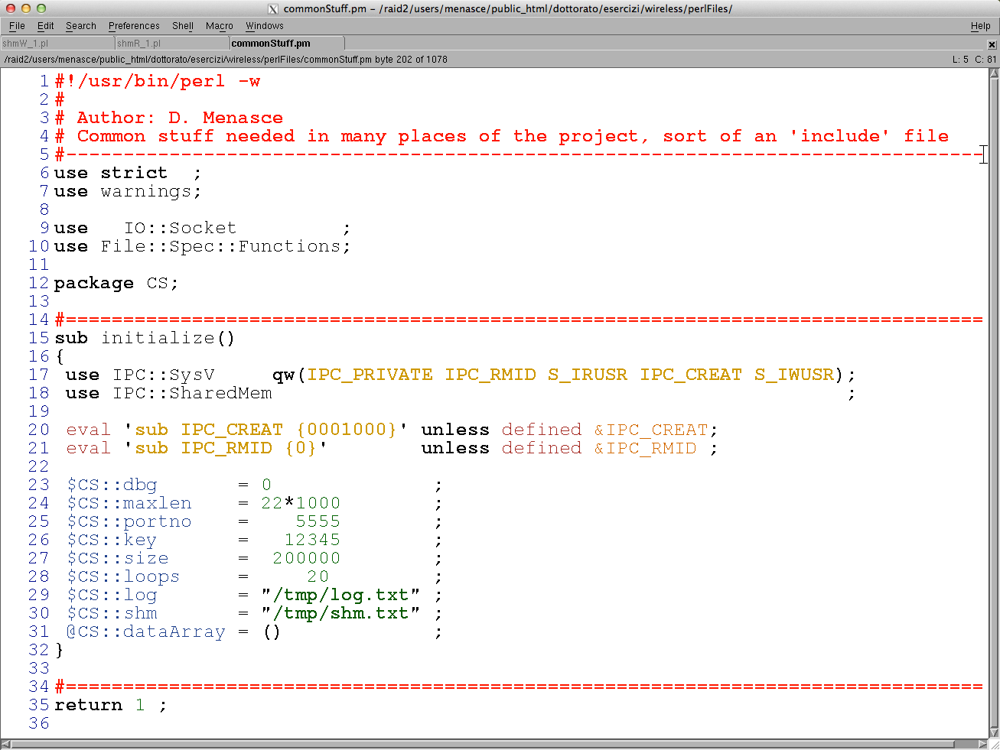 commonStuff.pm - /raid2/users/menasce/public_html/dottorato/esercizi/wireless/perlFiles/
File Edit Search Preferences Shell Macro Windows Help
shmW_1.pl shmR_1.pl commonStuff.pm
/raid2/users/menasce/public_html/dottorato/esercizi/wireless/perlFiles/commonStuff.pm byte 202 of 1078 L: 5 C: 81
1 #!/usr/bin/perl -w
2 #
3 # Author: D. Menasce
4 # Common stuff needed in many places of the project, sort of an 'include' file
5 #--------------------------------------------------------------------------------
6 use strict  ;
7 use warnings;
8
9 use   IO::Socket         ;
10 use File::Spec::Functions;
11
12 package CS;
13
14 #================================================================================
15 sub initialize()
16 {
17  use IPC::SysV     qw(IPC_PRIVATE IPC_RMID S_IRUSR IPC_CREAT S_IWUSR);
18  use IPC::SharedMem                                                  ;
19
20  eval 'sub IPC_CREAT {0001000}' unless defined &IPC_CREAT;
21  eval 'sub IPC_RMID {0}'        unless defined &IPC_RMID ;
22
23  $CS::dbg       = 0              ;
24  $CS::maxlen    = 22*1000        ;
25  $CS::portno    =    5555        ;
26  $CS::key       =   12345        ;
27  $CS::size      =  200000        ;
28  $CS::loops     =     20         ;
29  $CS::log       = "/tmp/log.txt" ;
30  $CS::shm       = "/tmp/shm.txt" ;
31  @CS::dataArray = ()             ;
32 }
33
34 #================================================================================
35 return 1 ;
36